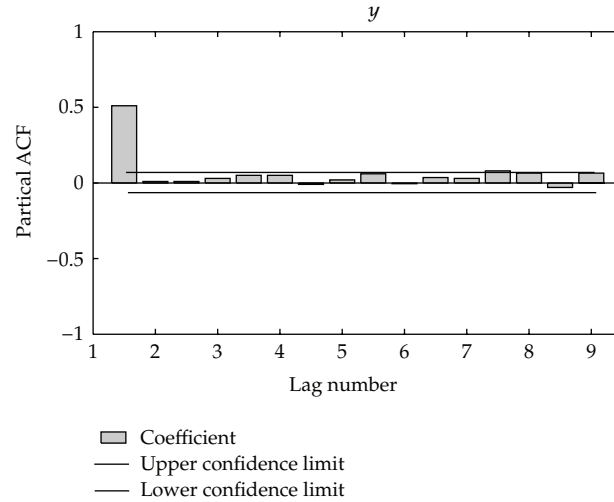 y
1
0.5
0
−0.5
−1
Partical ACF
1 2 3 4 5 6 7 8 9
Lag number
Coefficient
Upper confidence limit
Lower confidence limit